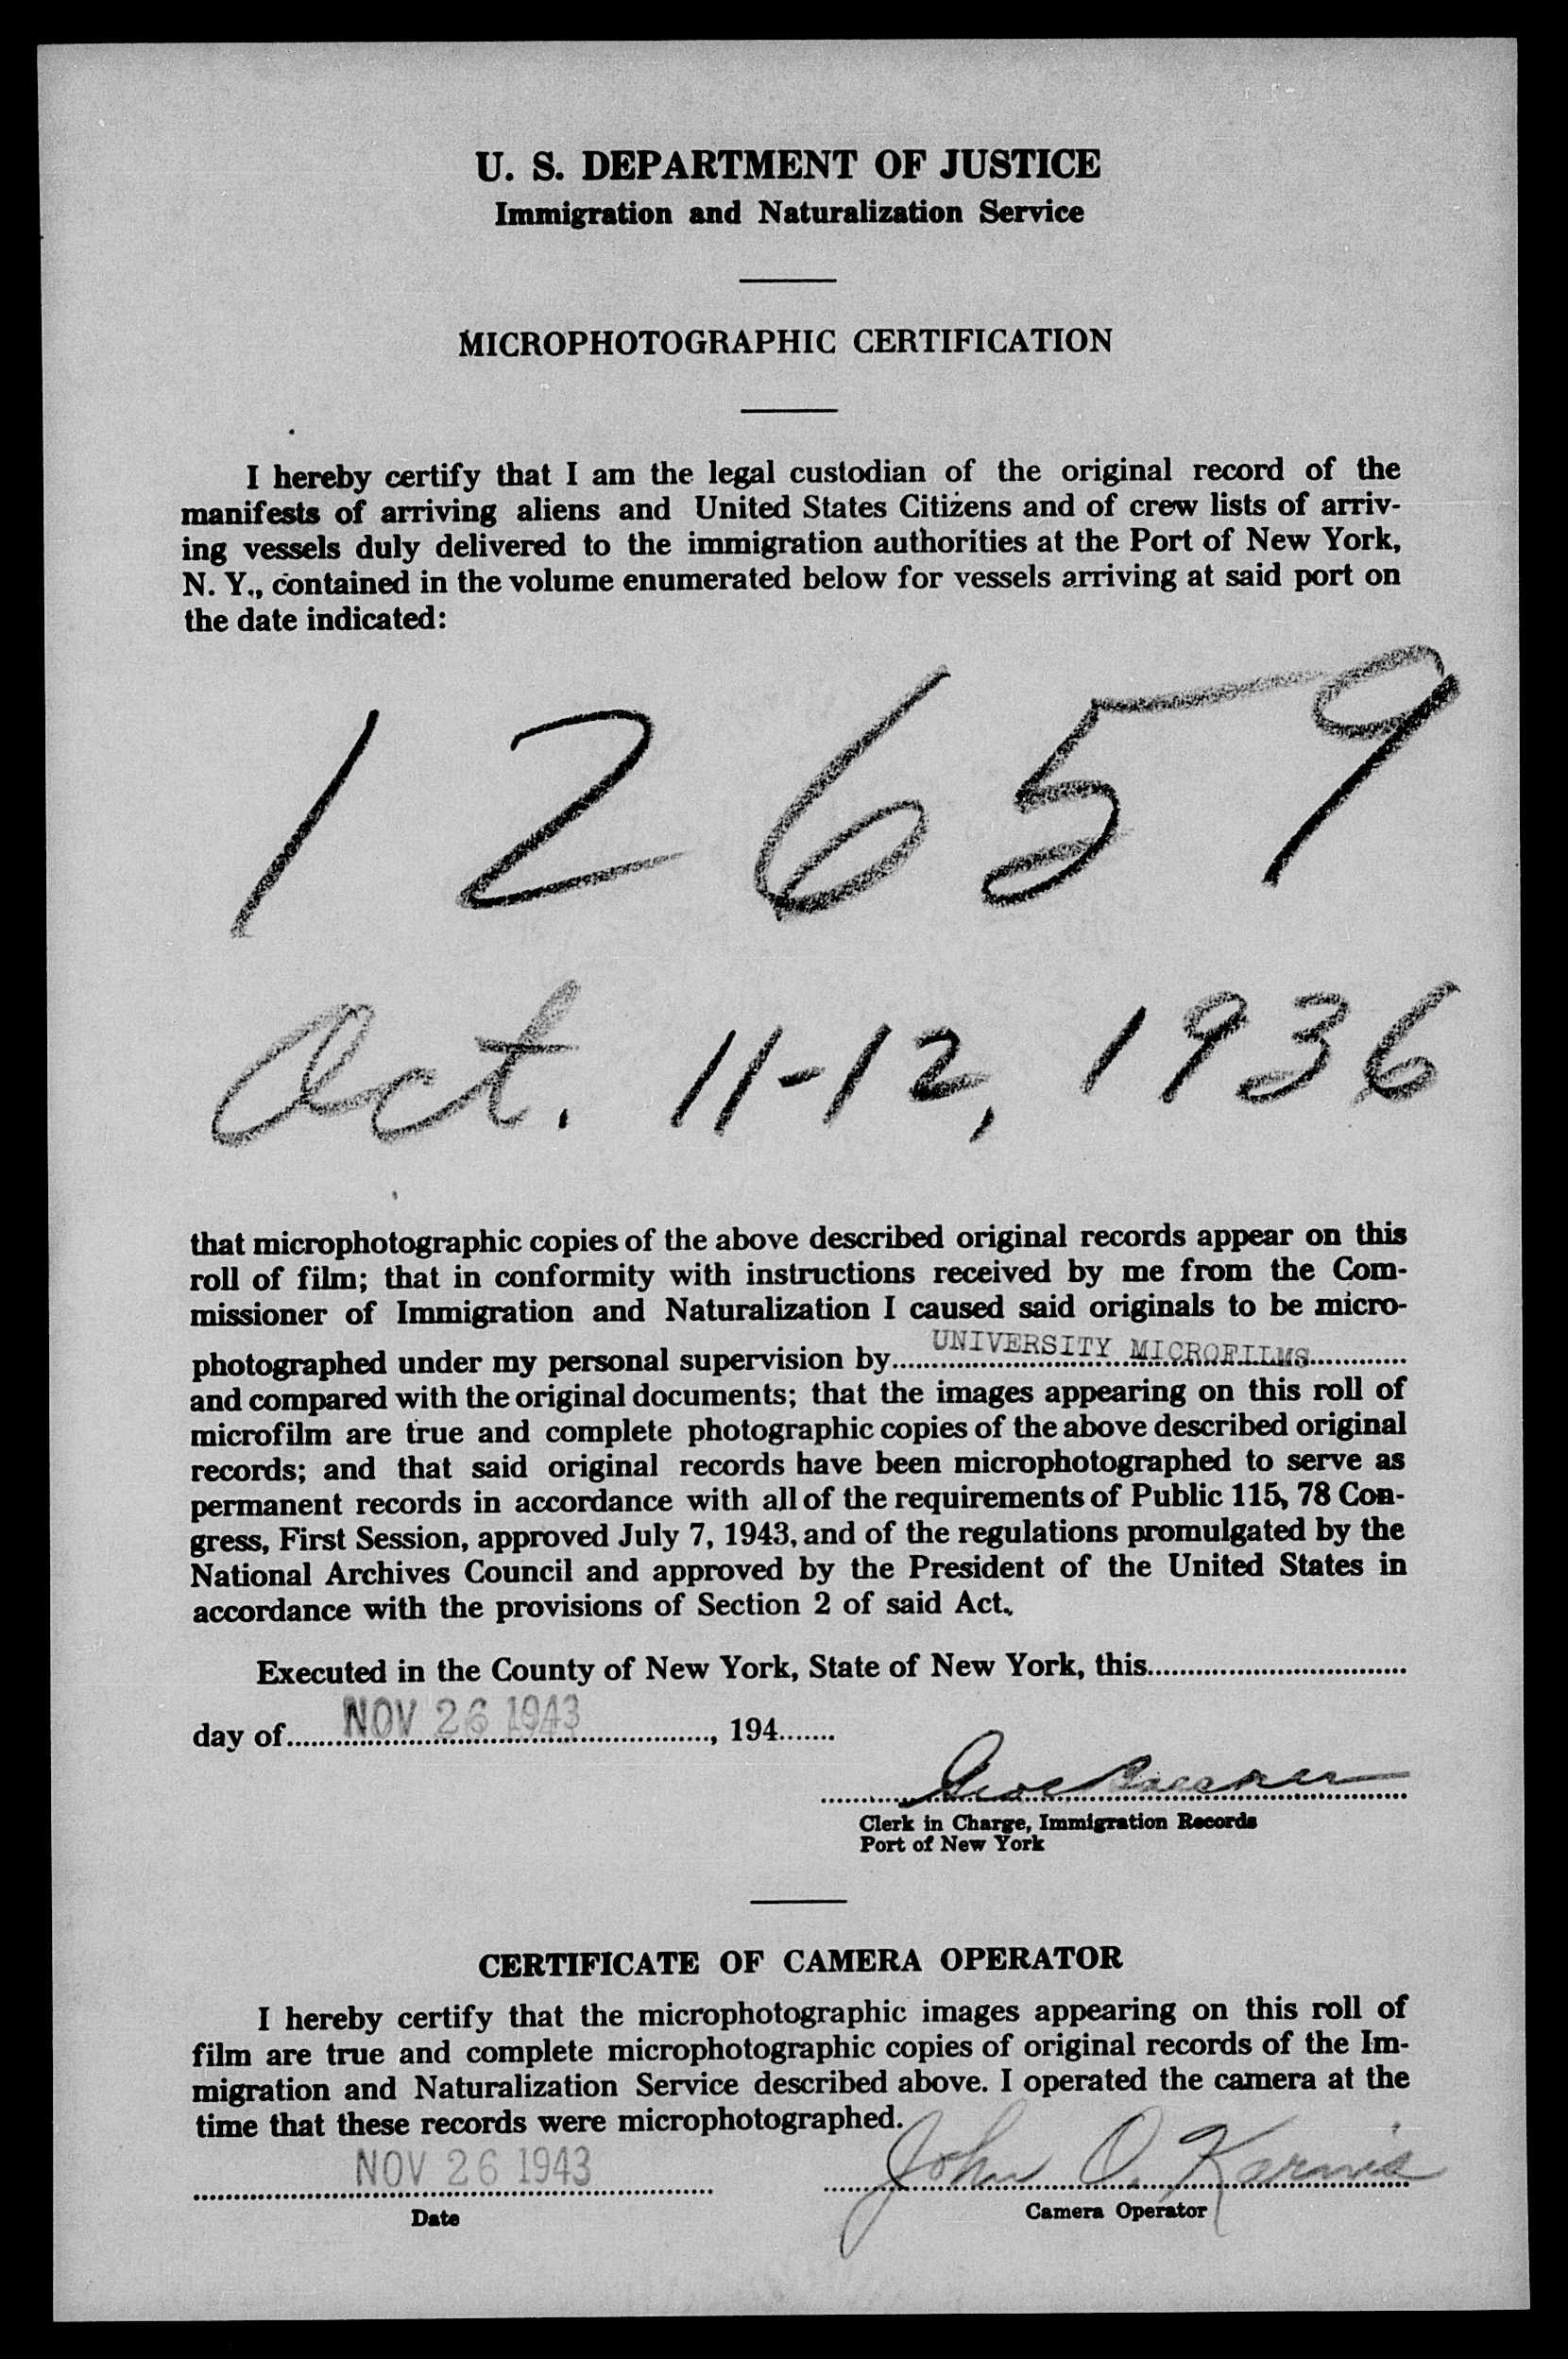 U. S. DEPARTMENT OF JUSTICE
Immigration and Naturalization Service
MICROPHOTOGRAPHIC CERTIFICATION
I hereby certify that I am the legal custodian of the original record of the
manifests of arriving aliens and United States Citizens and of crew lists of arriv-
ing vessels duly delivered to the immigration authorities at the Port of New York,
N. Y., contained in the volume enumerated below for vessels arriving at said port on
the date indicated:
12659
Oct. 11-12, 1936
that microphotographic copies of the above described original records appear on this
roll of film; that in conformity with instructions received by me from the Com-
missioner of Immigration and Naturalization I caused said originals to be micro-
photographed under my personal supervision by UNIVERSITY MICROFILMS
and compared with the original documents; that the images appearing on this roll of
microfilm are true and complete photographic copies of the above described original
records; and that said original records have been microphotographed to serve as
permanent records in accordance with all of the requirements of Public 115, 78 Con-
gress, First Session, approved July 7, 1943, and of the regulations promulgated by the
National Archives Council and approved by the President of the United States in
accordance with the provisions of Section 2 of said Act.
Executed in the County of New York, State of New York, this
day of NOV 26 1943, 194
Clerk in Charge, Immigration Records
Port of New York
CERTIFICATE OF CAMERA OPERATOR
I hereby certify that the microphotographic images appearing on this roll of
film are true and complete microphotographic copies of original records of the Im-
migration and Naturalization Service described above. I operated the camera at the
time that these records were microphotographed.
NOV 26 1943 John O.
Date Camera Operator